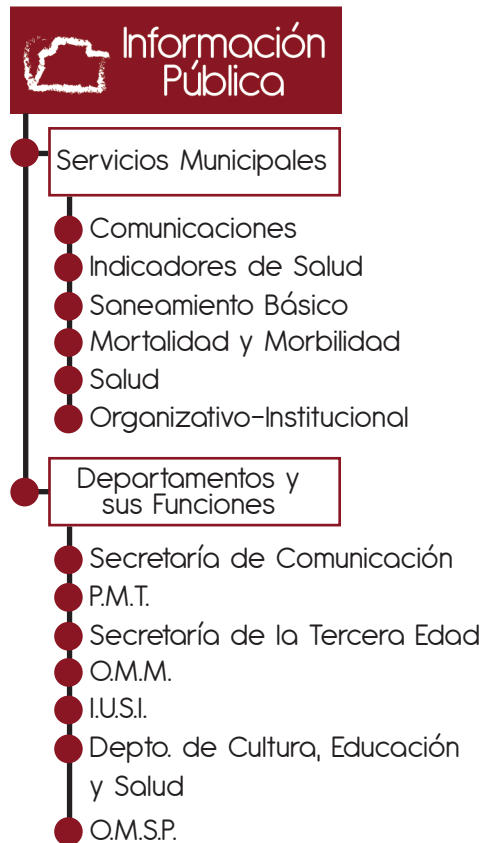 Información
Pública
Servicios Municipales
Comunicaciones
Indicadores de Salud
Saneamiento Básico
Mortalidad y Morbilidad
Salud
Organizativo-Institucional
Departamentos y
sus Funciones
Secretaría de Comunicación
P.M.T.
Secretaría de la Tercera Edad
O.M.M.
I.U.S.I.
Depto. de Cultura, Educación
y Salud
O.M.S.P.